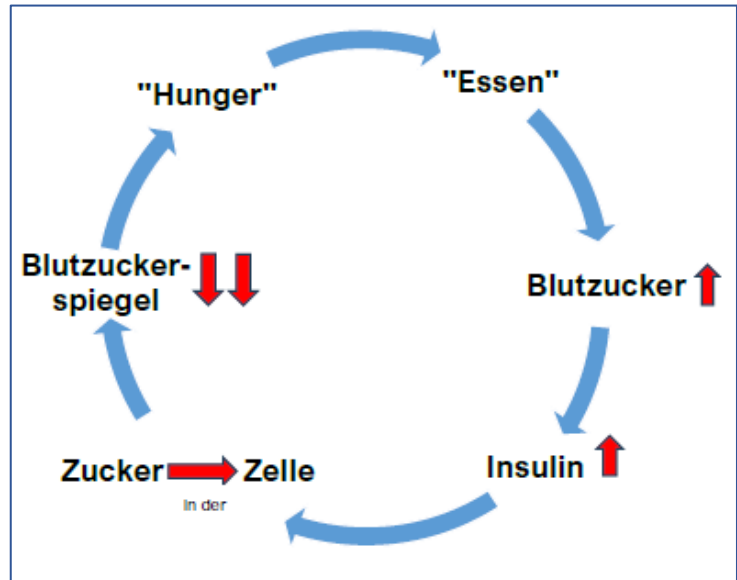 "Hunger"
"Essen"
Blutzucker-
spiegel
Blutzucker
Zucker Zelle
In der
Insulin